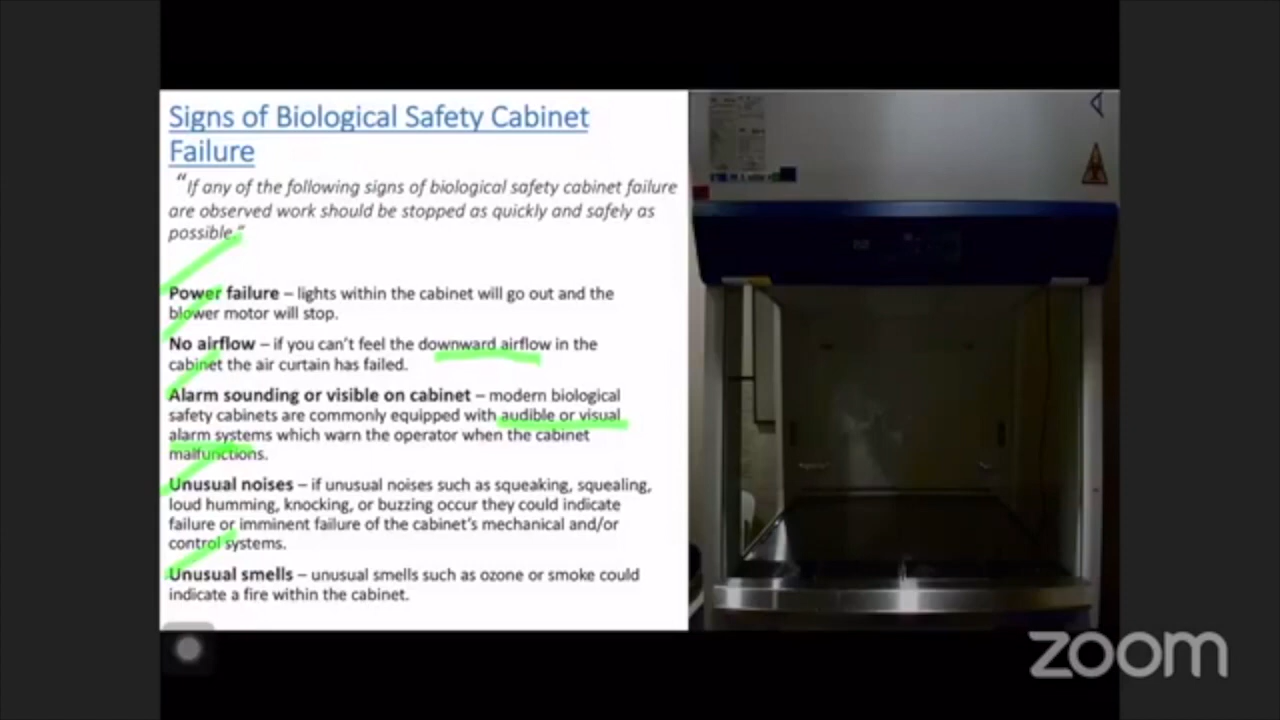 Signs of Biological Safety Cabinet
Failure
“If any of the following signs of biological safety cabinet failure
are observed work should be stopped as quickly and safely as
possible.”
Power failure – lights within the cabinet will go out and the
blower motor will stop.
No airflow – if you can't feel the downward airflow in the
cabinet the air curtain has failed.
Alarm sounding or visible on cabinet – modern biological
safety cabinets are commonly equipped with audible or visual
alarm systems which warn the operator when the cabinet
malfunctions.
Unusual noises – if unusual noises such as squeaking, squealing,
loud humming, knocking, or buzzing occur they could indicate
failure or imminent failure of the cabinet's mechanical and/or
control systems.
Unusual smells – unusual smells such as ozone or smoke could
indicate a fire within the cabinet.
zoom